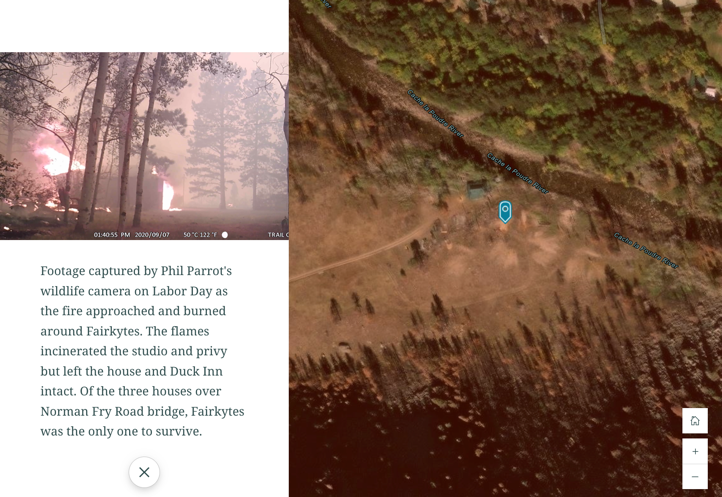 01:40:55 PM 2020/09/07 50°C 122°F TRAIL C
Footage captured by Phil Parrot's
wildlife camera on Labor Day as
the fire approached and burned
around Fairkytes. The flames
incinerated the studio and privy
but left the house and Duck Inn
intact. Of the three houses over
Norman Fry Road bridge, Fairkytes
was the only one to survive.
Cache la Poudre River
Cache la Poudre River
Cache la Poudre River